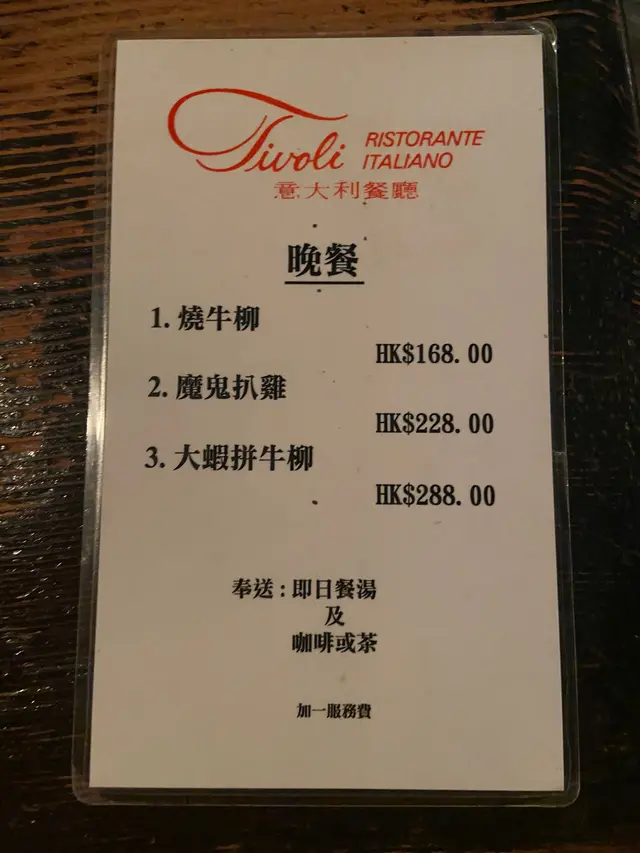 Tivoli RISTORANTE ITALIANO
意大利餐廳
晚餐
1. 燒牛柳
HK$168.00
2. 魔鬼扒雞
HK$228.00
3. 大蝦拼牛柳
HK$288.00
奉送：即日餐湯
及
咖啡或茶
加一服務費